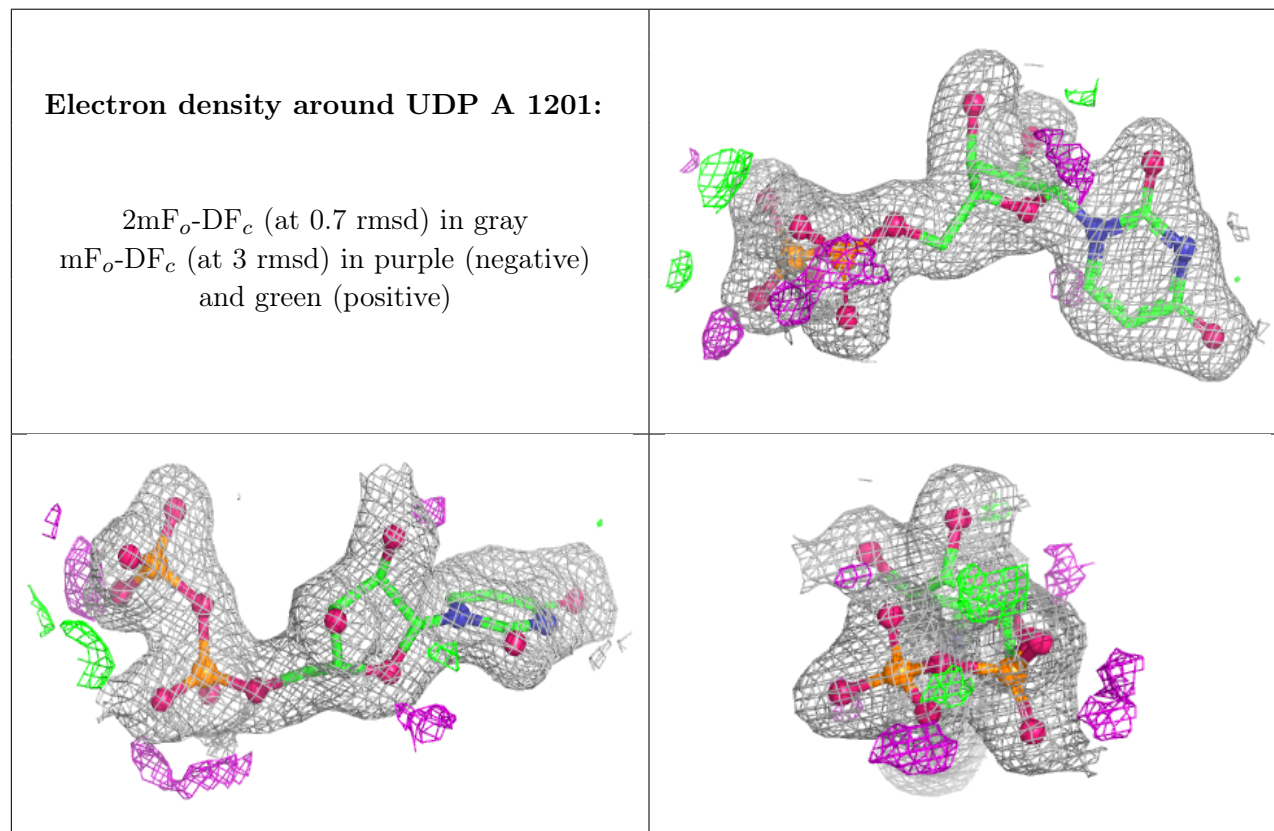 Electron density around UDP A 1201:
2mFo-DFc (at 0.7 rmsd) in gray
mFo-DFc (at 3 rmsd) in purple (negative)
and green (positive)